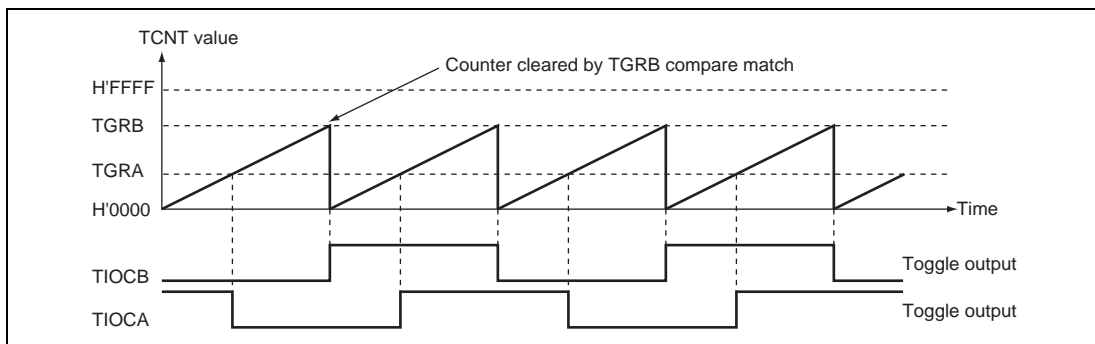 TCNT value
Counter cleared by TGRB compare match
H'FFFF
TGRB
TGRA
H'0000
Time
TIOCB
Toggle output
TIOCA
Toggle output